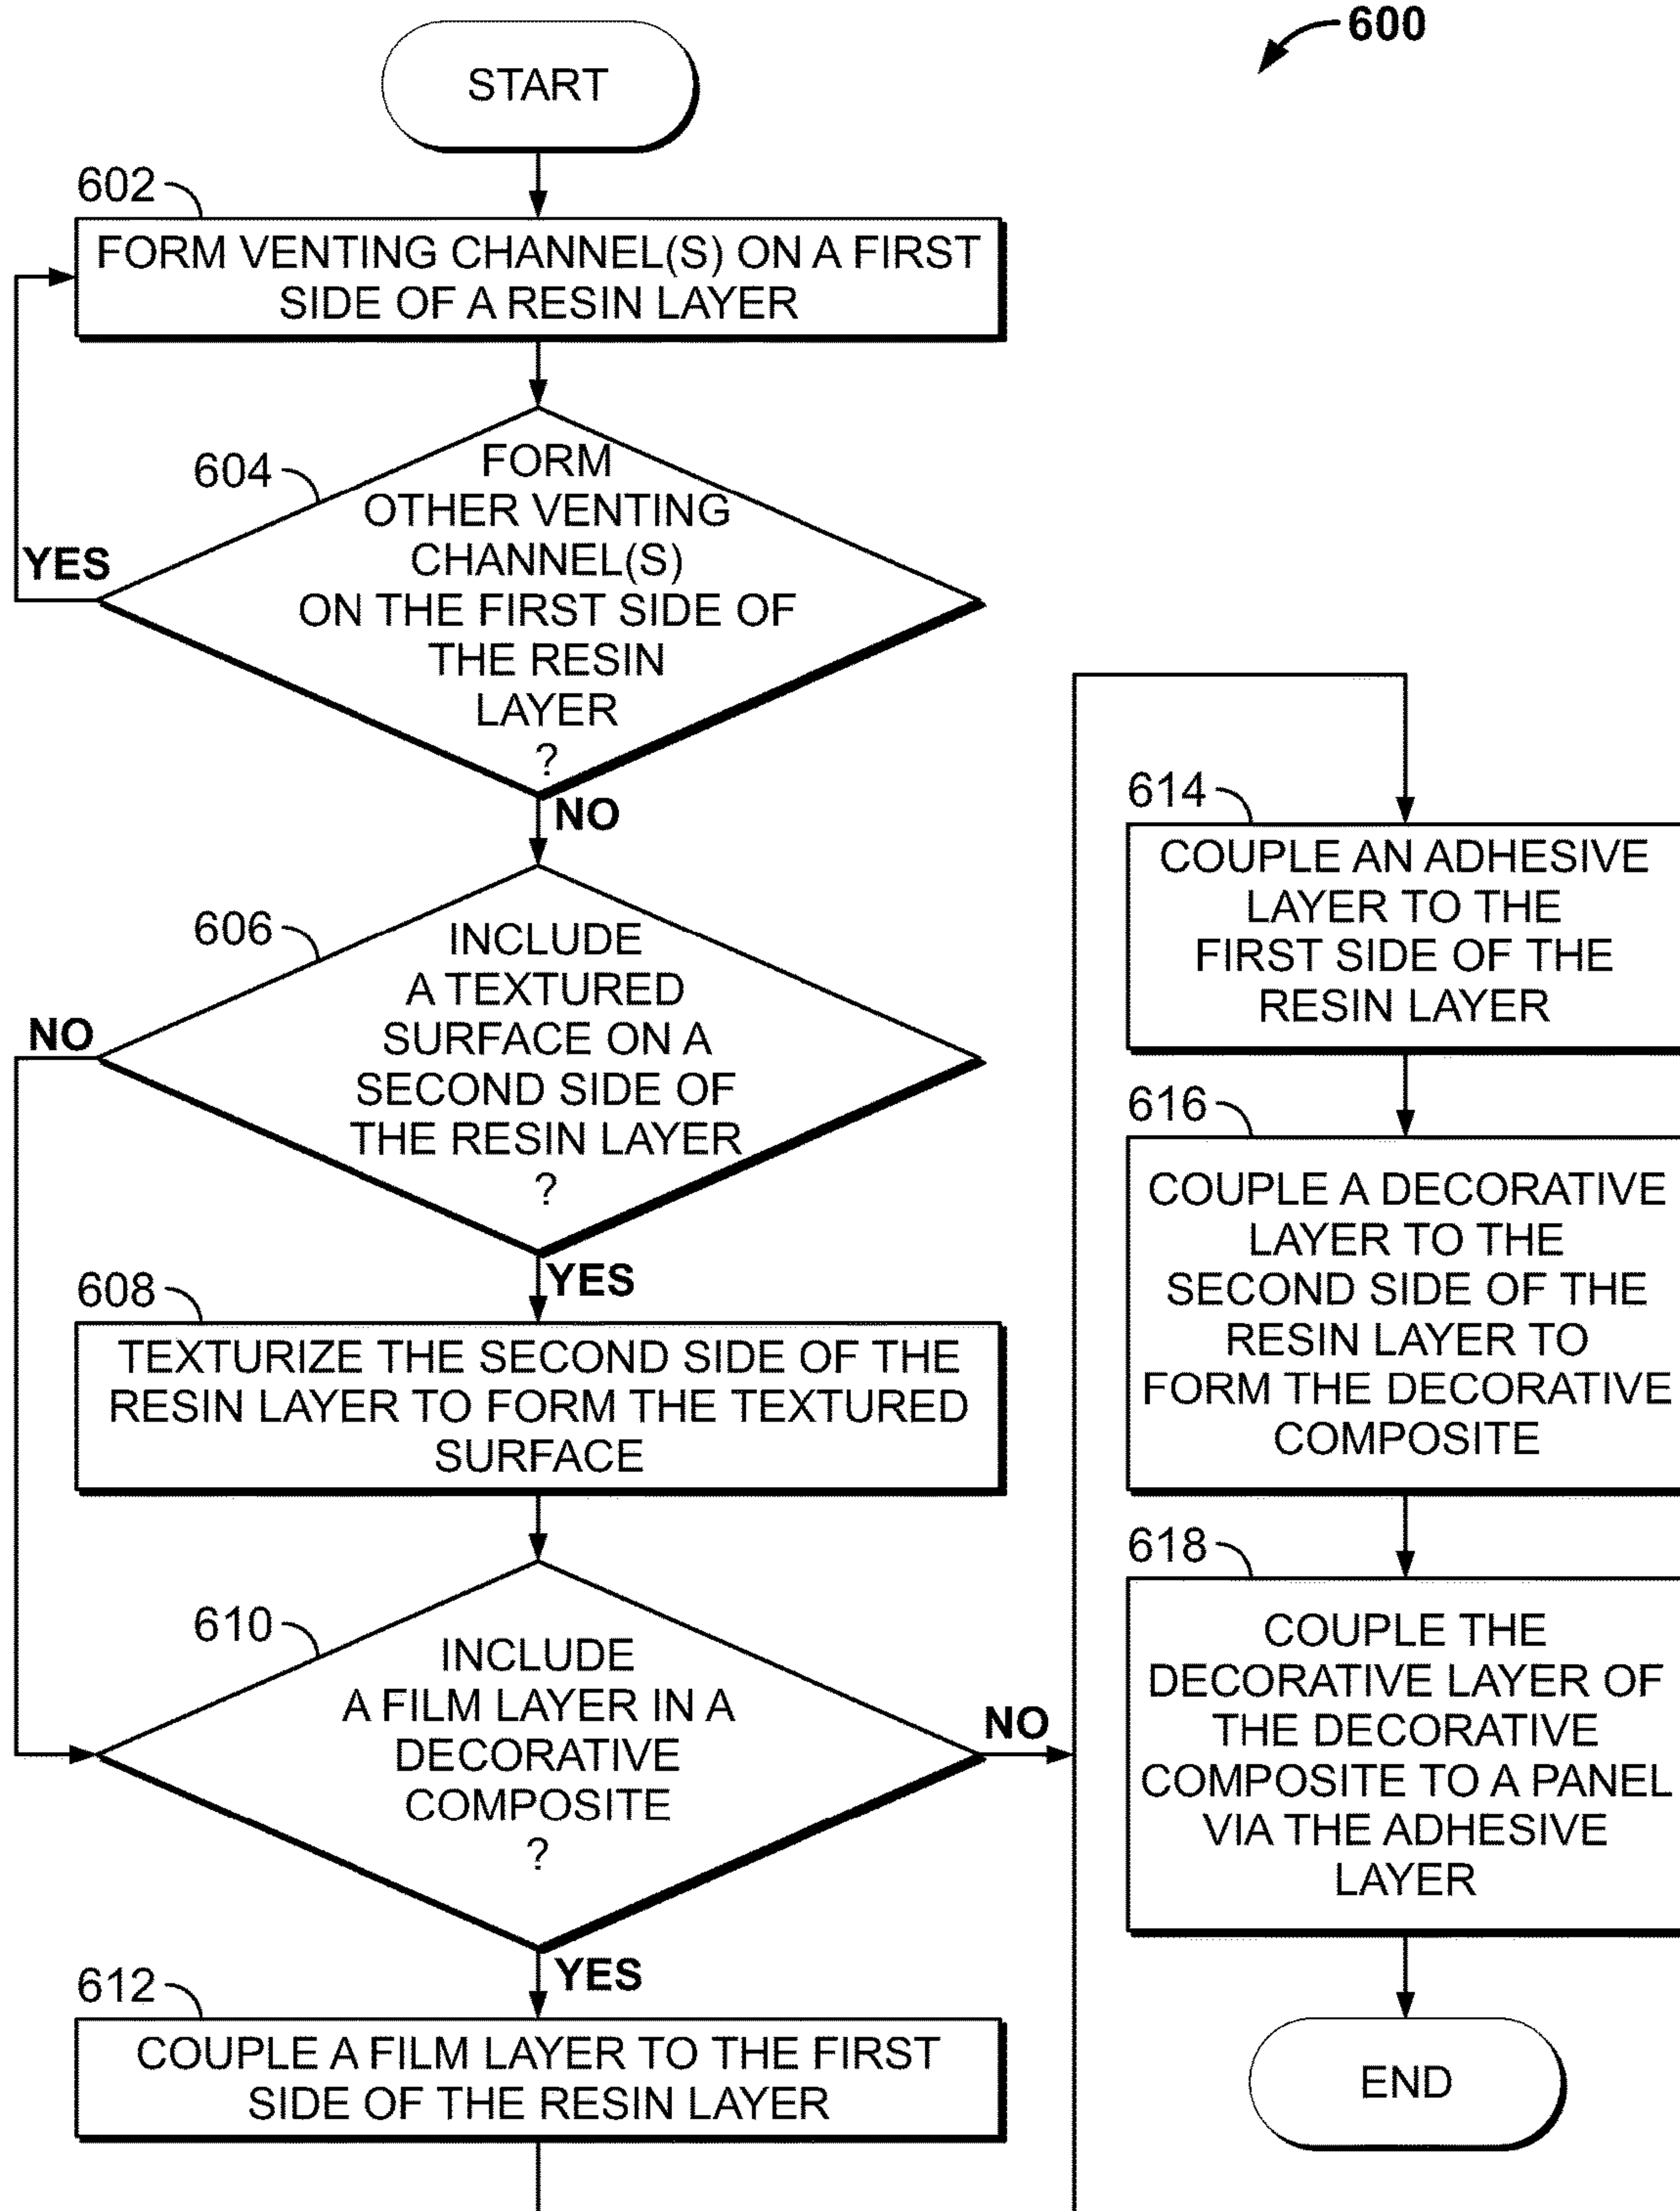 600
START
602
FORM VENTING CHANNEL(S) ON A FIRST
SIDE OF A RESIN LAYER
604
FORM
OTHER VENTING
CHANNEL(S)
ON THE FIRST SIDE OF
THE RESIN
LAYER
?
YES
NO
606
INCLUDE
A TEXTURED
SURFACE ON A
SECOND SIDE OF
THE RESIN LAYER
?
NO
YES
608
TEXTURIZE THE SECOND SIDE OF THE
RESIN LAYER TO FORM THE TEXTURED
SURFACE
610
INCLUDE
A FILM LAYER IN A
DECORATIVE
COMPOSITE
?
NO
YES
612
COUPLE A FILM LAYER TO THE FIRST
SIDE OF THE RESIN LAYER
614
COUPLE AN ADHESIVE
LAYER TO THE
FIRST SIDE OF THE
RESIN LAYER
616
COUPLE A DECORATIVE
LAYER TO THE
SECOND SIDE OF THE
RESIN LAYER TO
FORM THE DECORATIVE
COMPOSITE
618
COUPLE THE
DECORATIVE LAYER OF
THE DECORATIVE
COMPOSITE TO A PANEL
VIA THE ADHESIVE
LAYER
END